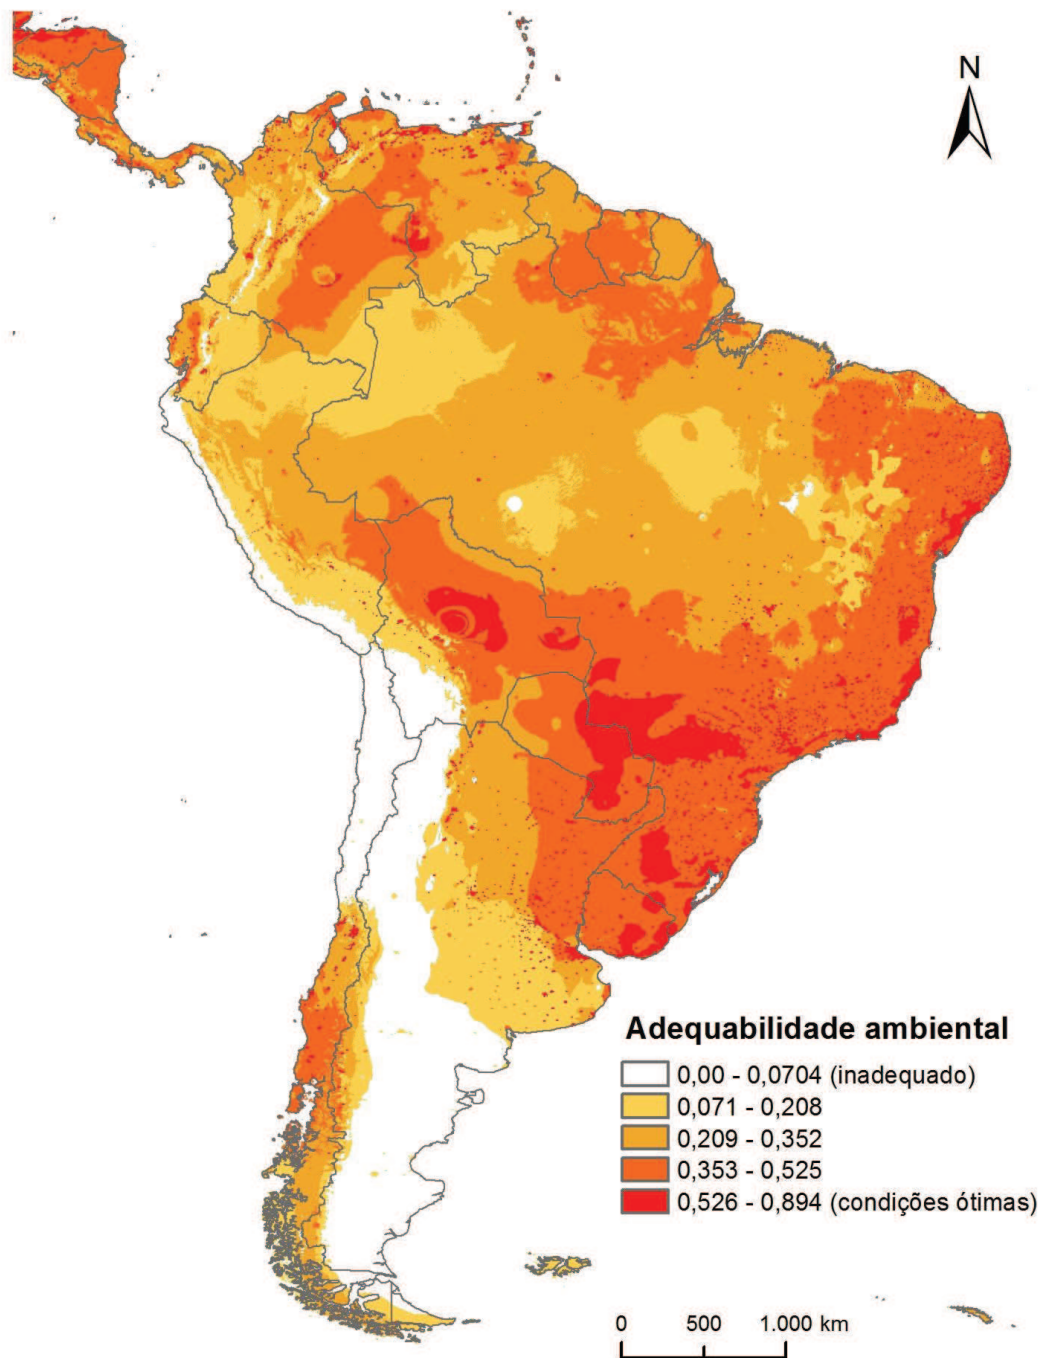 N
Adequabilidade ambiental
0,00 - 0,0704 (inadequado)
0,071 - 0,208
0,209 - 0,352
0,353 - 0,525
0,526 - 0,894 (condições ótimas)
0 500 1.000 km